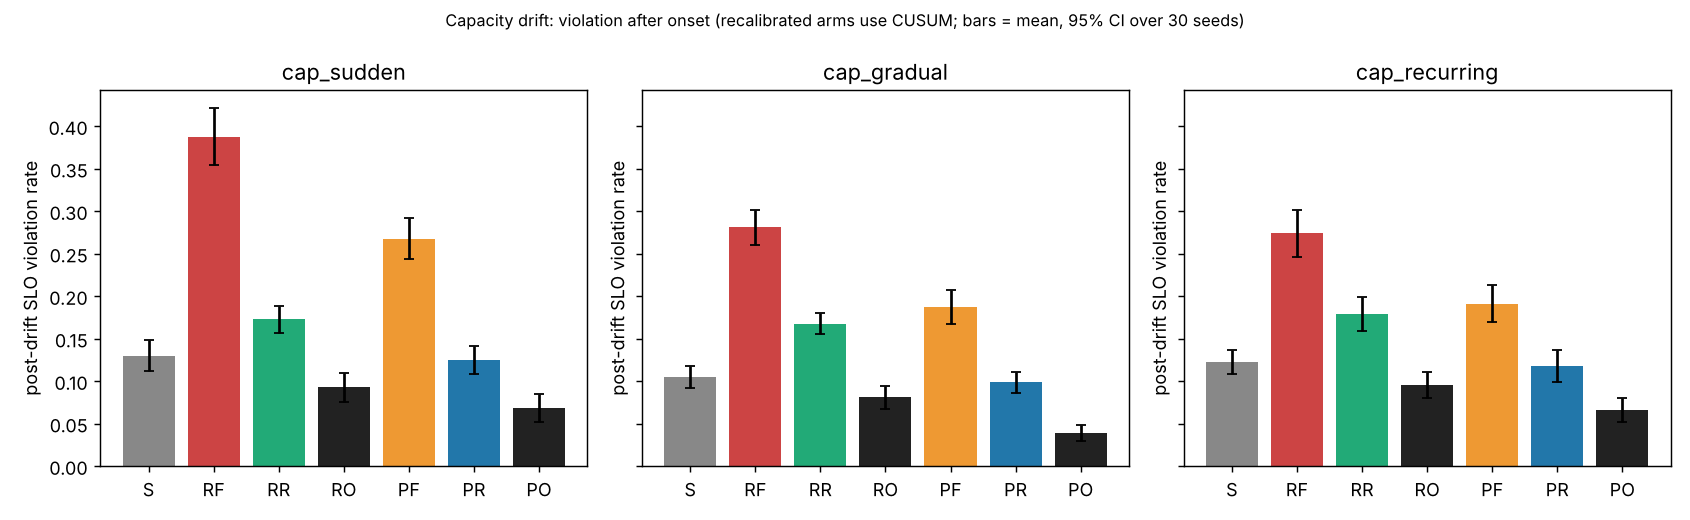 Capacity drift: violation after onset (recalibrated arms use CUSUM; bars = mean, 95% CI over 30 seeds)
cap_sudden
post-drift SLO violation rate
0.40
0.35
0.30
0.25
0.20
0.15
0.10
0.05
0.00
S RF RR RO PF PR PO
cap_gradual
post-drift SLO violation rate
S RF RR RO PF PR PO
cap_recurring
post-drift SLO violation rate
S RF RR RO PF PR PO